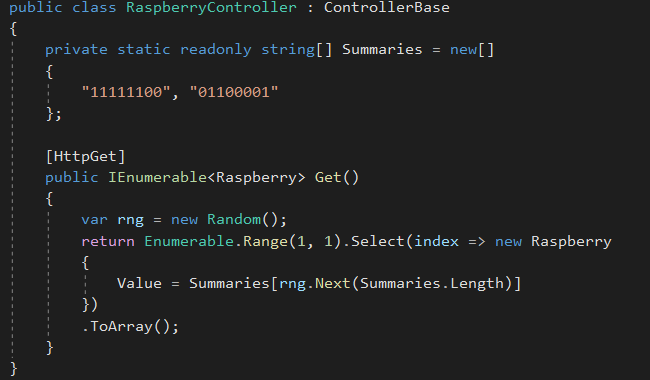 public class RaspberryController : ControllerBase
{
private static readonly string[] Summaries = new[]
{
"11111100", "01100001"
};
[HttpGet]
public IEnumerable<Raspberry> Get()
{
var rng = new Random();
return Enumerable.Range(1, 1).Select(index => new Raspberry
{
Value = Summaries[rng.Next(Summaries.Length)]
})
.ToArray();
}
}